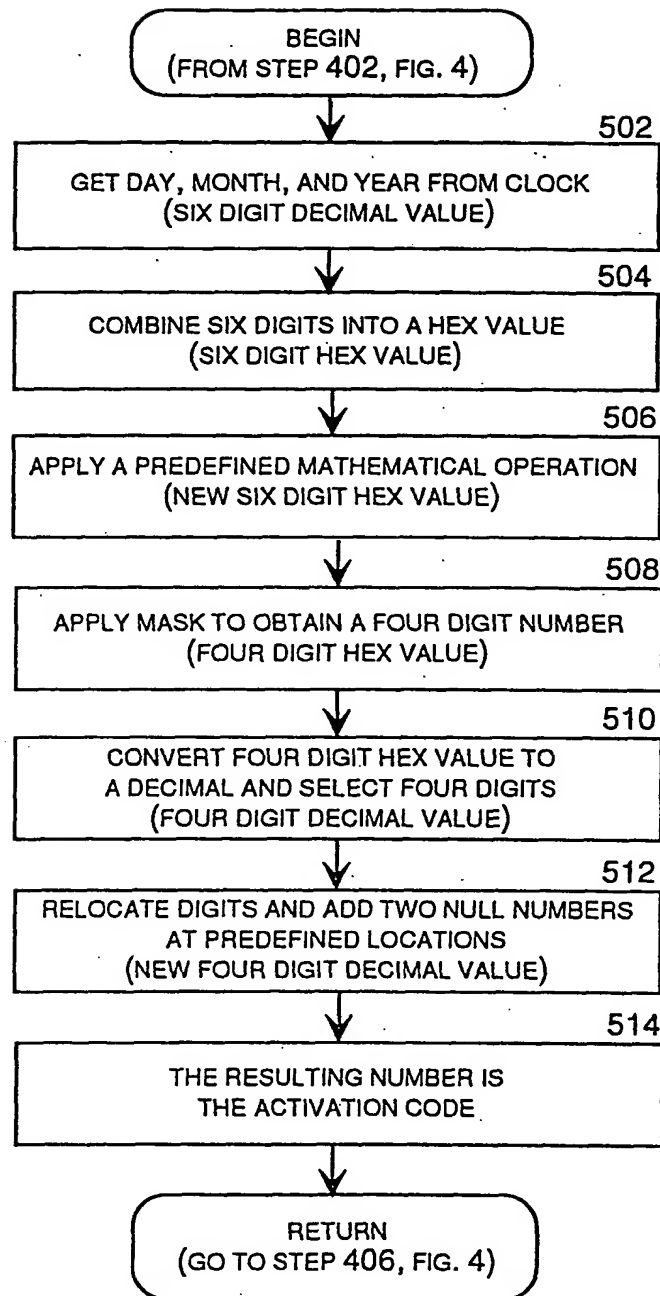 BEGIN
(FROM STEP 402, FIG. 4)
502
GET DAY, MONTH, AND YEAR FROM CLOCK
(SIX DIGIT DECIMAL VALUE)
504
COMBINE SIX DIGITS INTO A HEX VALUE
(SIX DIGIT HEX VALUE)
506
APPLY A PREDEFINED MATHEMATICAL OPERATION
(NEW SIX DIGIT HEX VALUE)
508
APPLY MASK TO OBTAIN A FOUR DIGIT NUMBER
(FOUR DIGIT HEX VALUE)
510
CONVERT FOUR DIGIT HEX VALUE TO
A DECIMAL AND SELECT FOUR DIGITS
(FOUR DIGIT DECIMAL VALUE)
512
RELOCATE DIGITS AND ADD TWO NULL NUMBERS
AT PREDEFINED LOCATIONS
(NEW FOUR DIGIT DECIMAL VALUE)
514
THE RESULTING NUMBER IS
THE ACTIVATION CODE
RETURN
(GO TO STEP 406, FIG. 4)